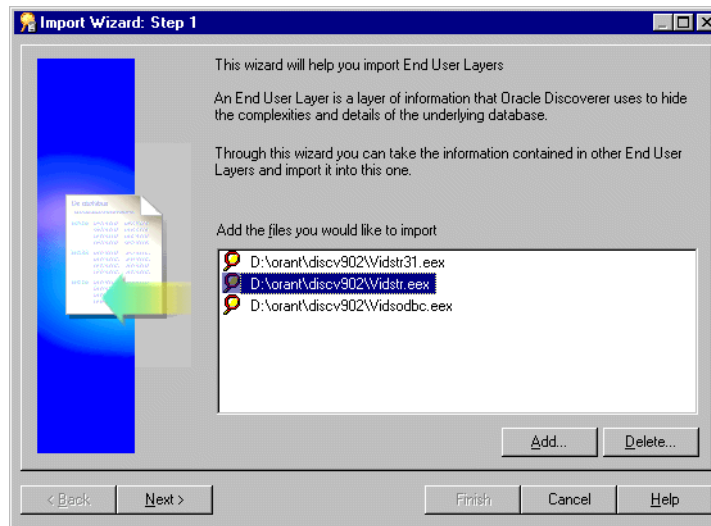 Import Wizard: Step 1
This wizard will help you import End User Layers
An End User Layer is a layer of information that Oracle Discoverer uses to hide
the complexities and details of the underlying database.
Through this wizard you can take the information contained in other End User
Layers and import it into this one.
Add the files you would like to import
D:\orant\discv902\Vidstr31.eex
D:\orant\discv902\Vidstr.eex
D:\orant\discv902\Vidsodbc.eex
Add...
Delete...
< Back
Next >
Finish
Cancel
Help